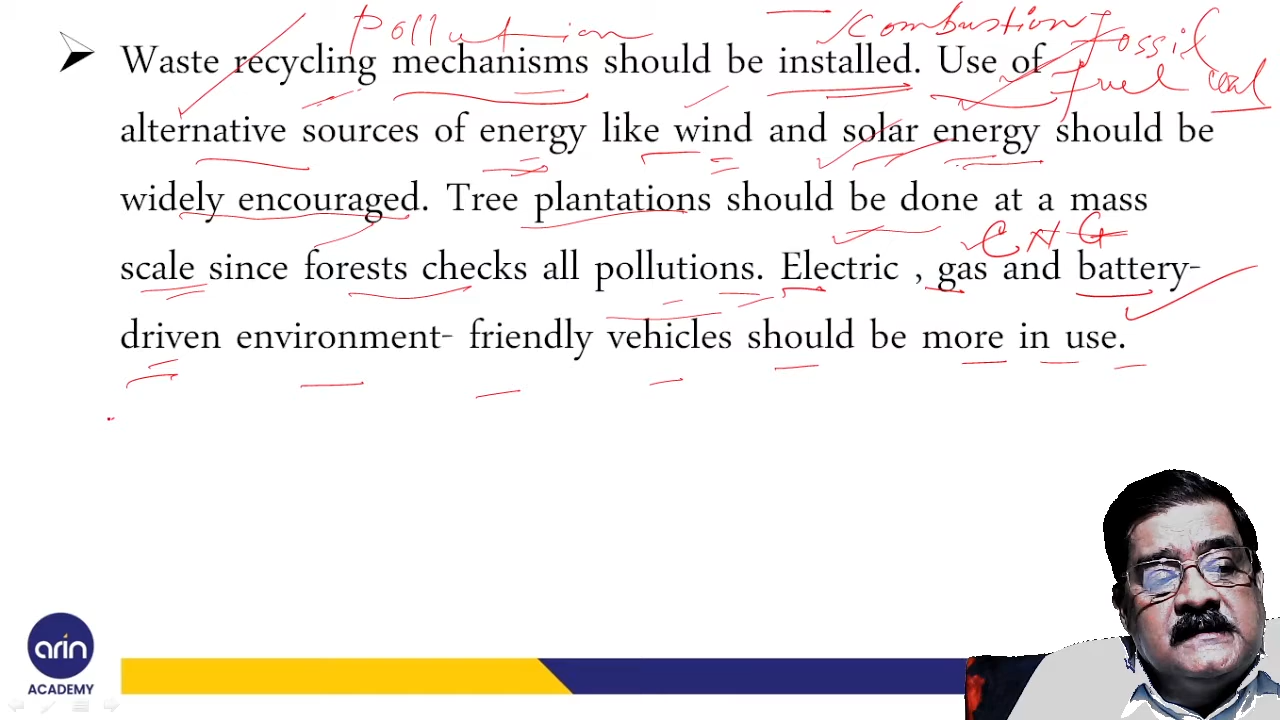 Pollution
Combustion of
Fossil
Fuel coal
Waste recycling mechanisms should be installed. Use of
alternative sources of energy like wind and solar energy should be
widely encouraged. Tree plantations should be done at a mass
CNG
scale since forests checks all pollutions. Electric , gas and battery-
driven environment- friendly vehicles should be more in use.
arin
ACADEMY